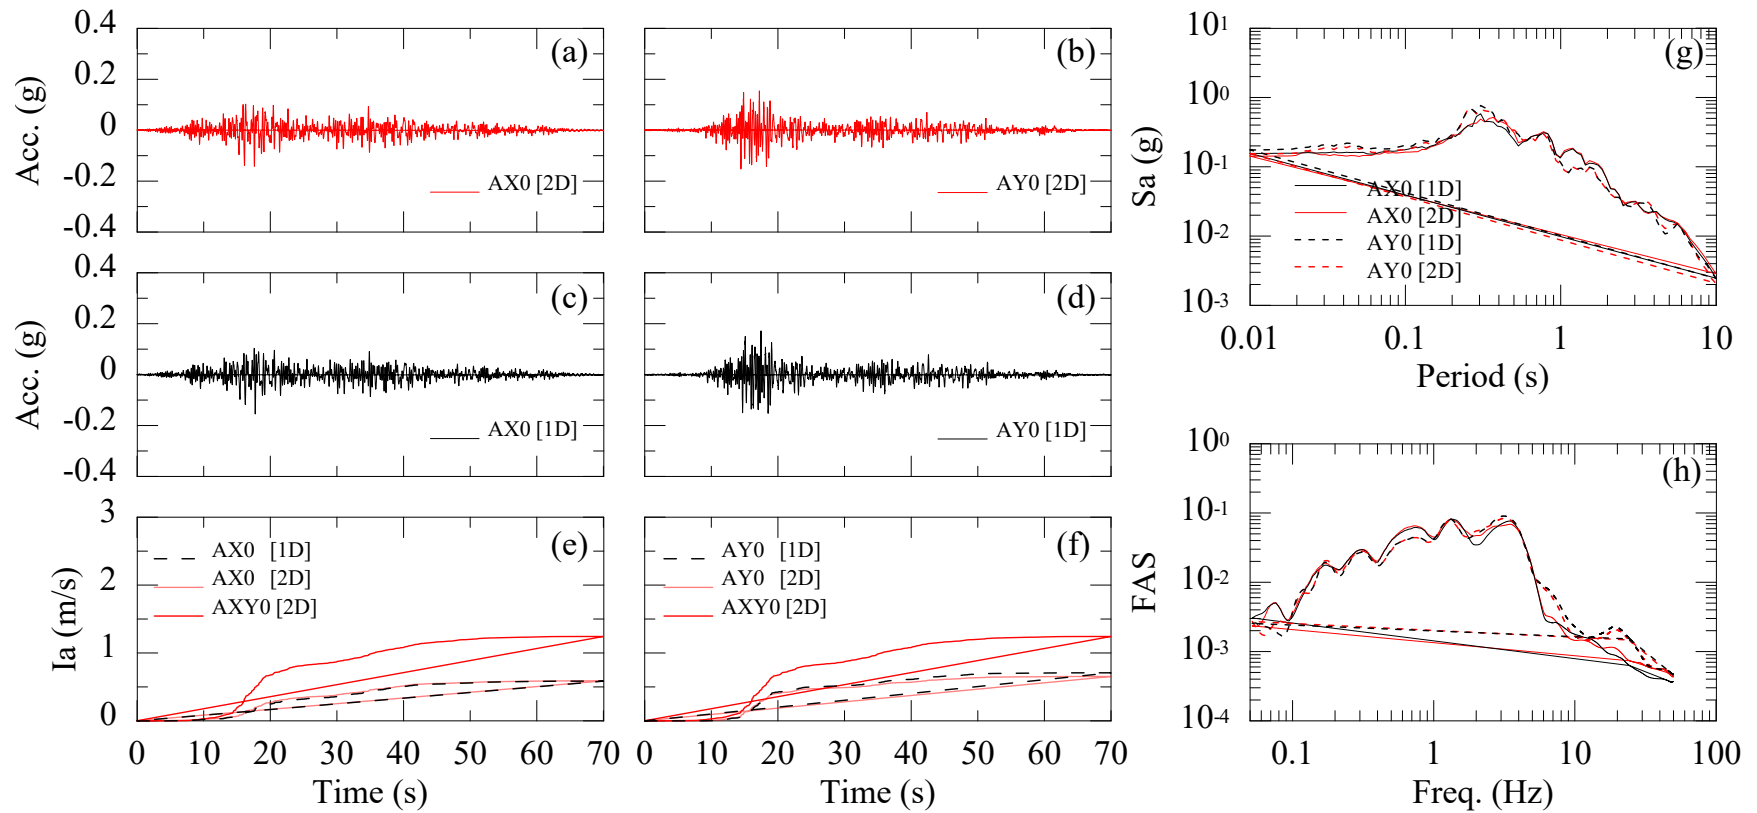 0.4
0.2
0
-0.2
-0.4
Acc. (g)
(a)
AX0 [2D]
(b)
AY0 [2D]
0.4
0.2
0
-0.2
-0.4
Acc. (g)
(c)
AX0 [1D]
(d)
AY0 [1D]
3
2
1
0
Ia (m/s)
(e)
AX0 [1D]
AX0 [2D]
AXY0 [2D]
0 10 20 30 40 50 60 70
Time (s)
(f)
AY0 [1D]
AY0 [2D]
AXY0 [2D]
0 10 20 30 40 50 60 70
Time (s)
10¹
10⁰
10⁻¹
10⁻²
10⁻³
Sa (g)
(g)
AX0 [1D]
AX0 [2D]
AY0 [1D]
AY0 [2D]
0.01 0.1 1 10
Period (s)
10⁰
10⁻¹
10⁻²
10⁻³
10⁻⁴
FAS
(h)
0.1 1 10 100
Freq. (Hz)